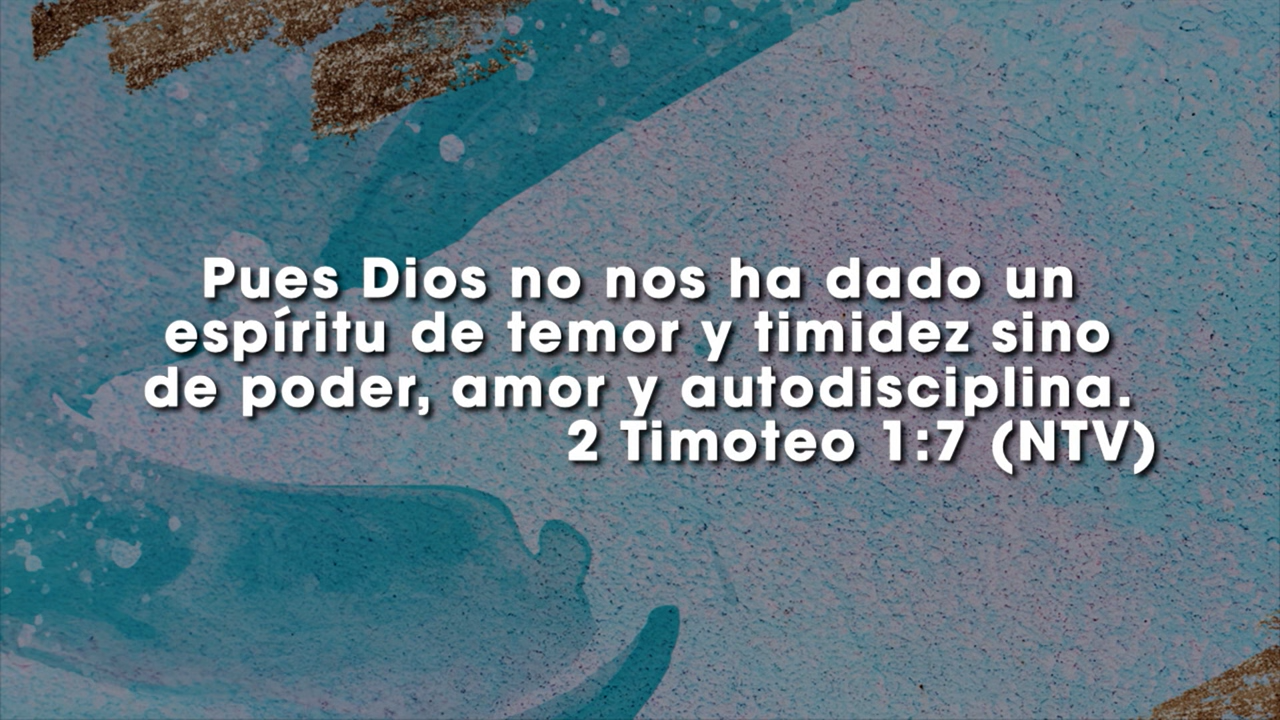 Pues Dios no nos ha dado un
espíritu de temor y timidez sino
de poder, amor y autodisciplina.
2 Timoteo 1:7 (NTV)